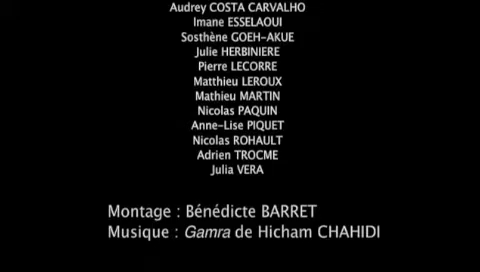 Audrey COSTA CARVALHO
Imane ESSELAOUI
Sosthène GOEH-AKUE
Julie HERBINIERE
Pierre LECORRE
Matthieu LEROUX
Mathieu MARTIN
Nicolas PAQUIN
Anne-Lise PIQUET
Nicolas ROHAULT
Adrien TROCME
Julia VERA
Montage : Bénédicte BARRET
Musique : Gamra de Hicham CHAHIDI